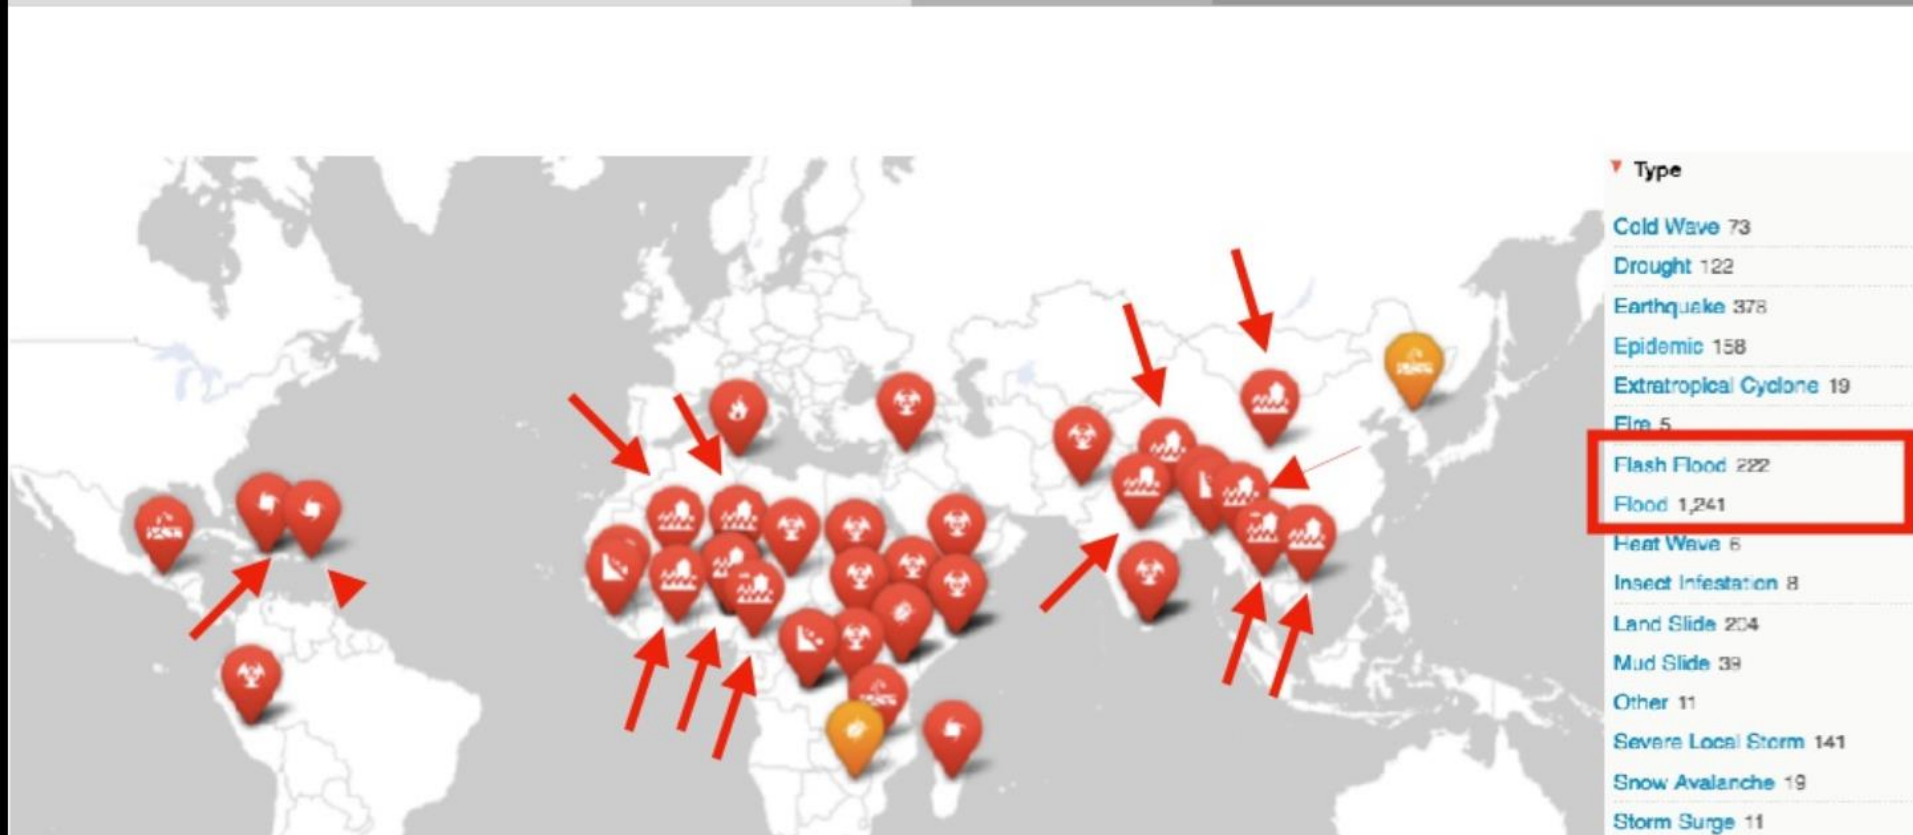 Type
Cold Wave 73
Drought 122
Earthquake 378
Epidemic 158
Extratropical Cyclone 19
Fire 5
Flash Flood 222
Flood 1,241
Heat Wave 6
Insect Infestation 8
Land Slide 204
Mud Slide 39
Other 11
Severe Local Storm 141
Snow Avalanche 19
Storm Surge 11